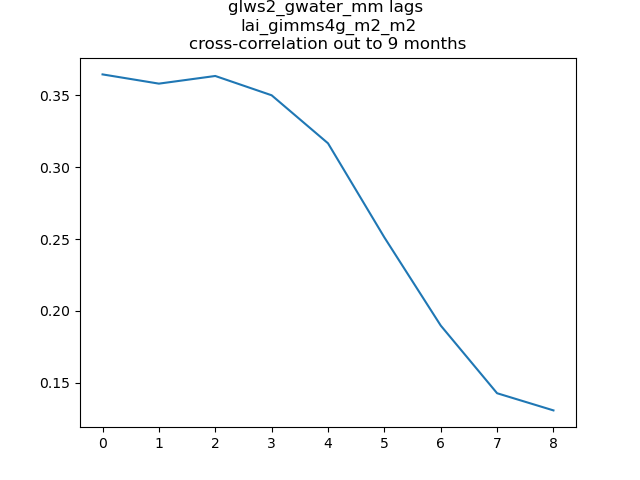 glws2_gwater_mm lags
lai_gimms4g_m2_m2
cross-correlation out to 9 months
0.35
0.30
0.25
0.20
0.15
0 1 2 3 4 5 6 7 8